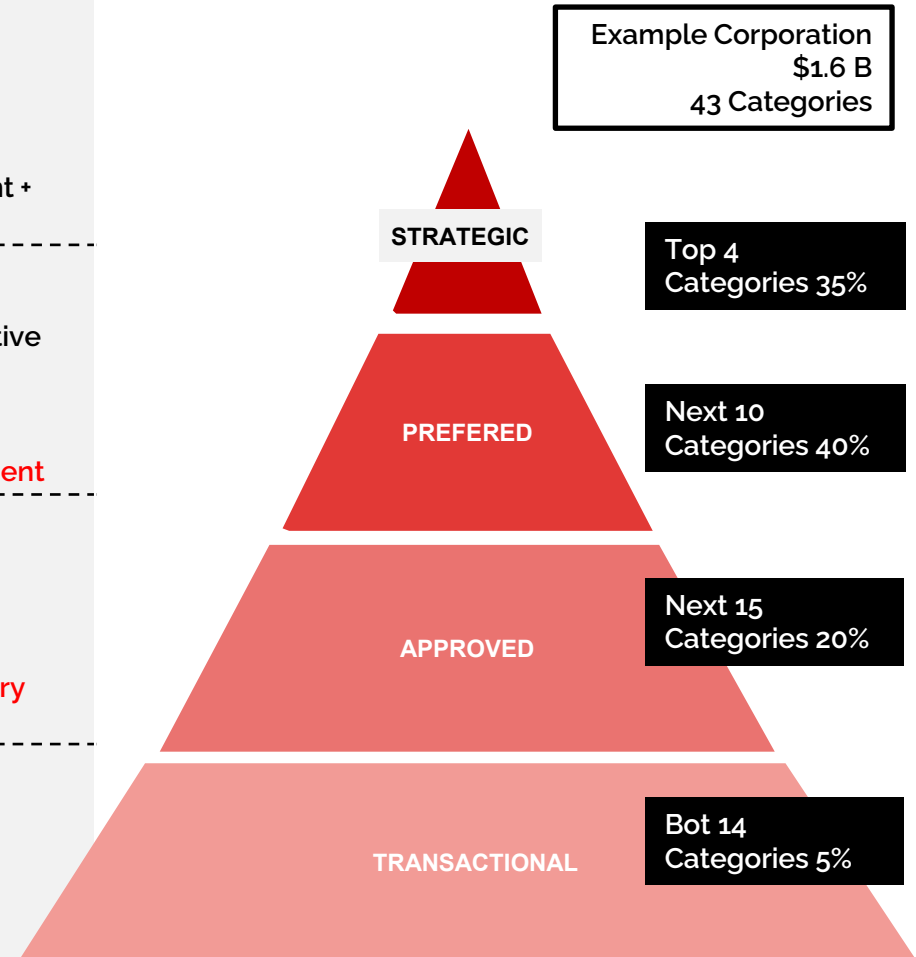 Example Corporation
$1.6 B
43 Categories
+
STRATEGIC
Top 4
Categories 35%
PREFERED
Next 10
Categories 40%
APPROVED
Next 15
Categories 20%
TRANSACTIONAL
Bot 14
Categories 5%